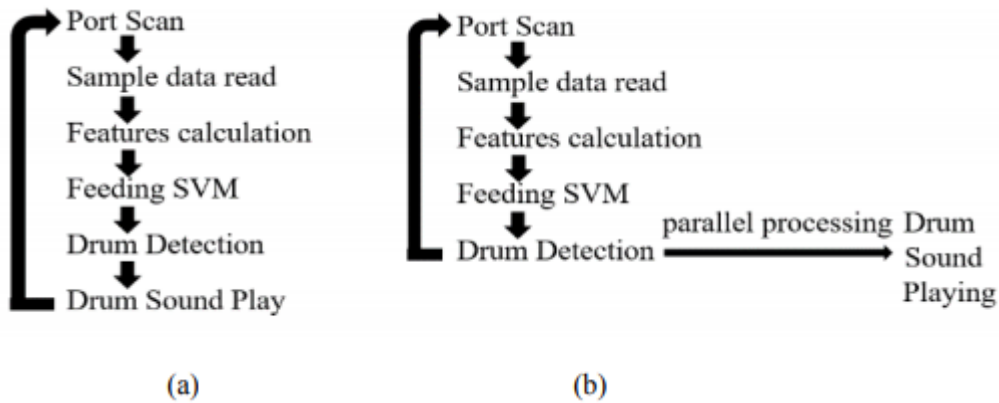 Port Scan
Sample data read
Features calculation
Feeding SVM
Drum Detection
Drum Sound Play
(a)
Port Scan
Sample data read
Features calculation
Feeding SVM
Drum Detection
parallel processing
Drum
Sound
Playing
(b)